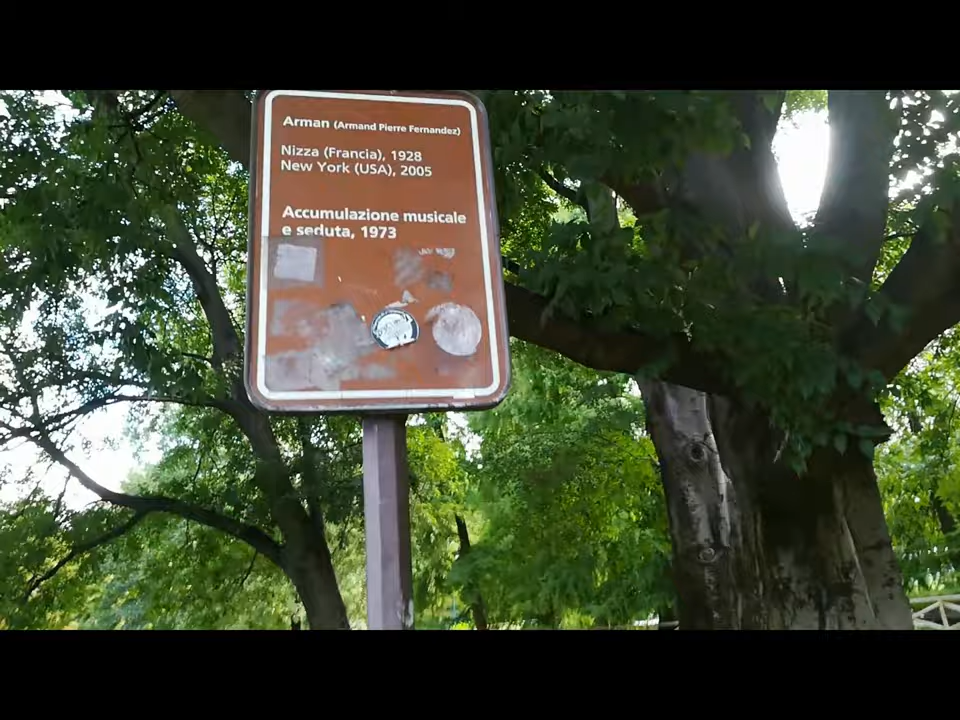 Arman (Armand Pierre Fernandez)
Nizza (Francia), 1928
New York (USA), 2005
Accumulazione musicale
e seduta, 1973